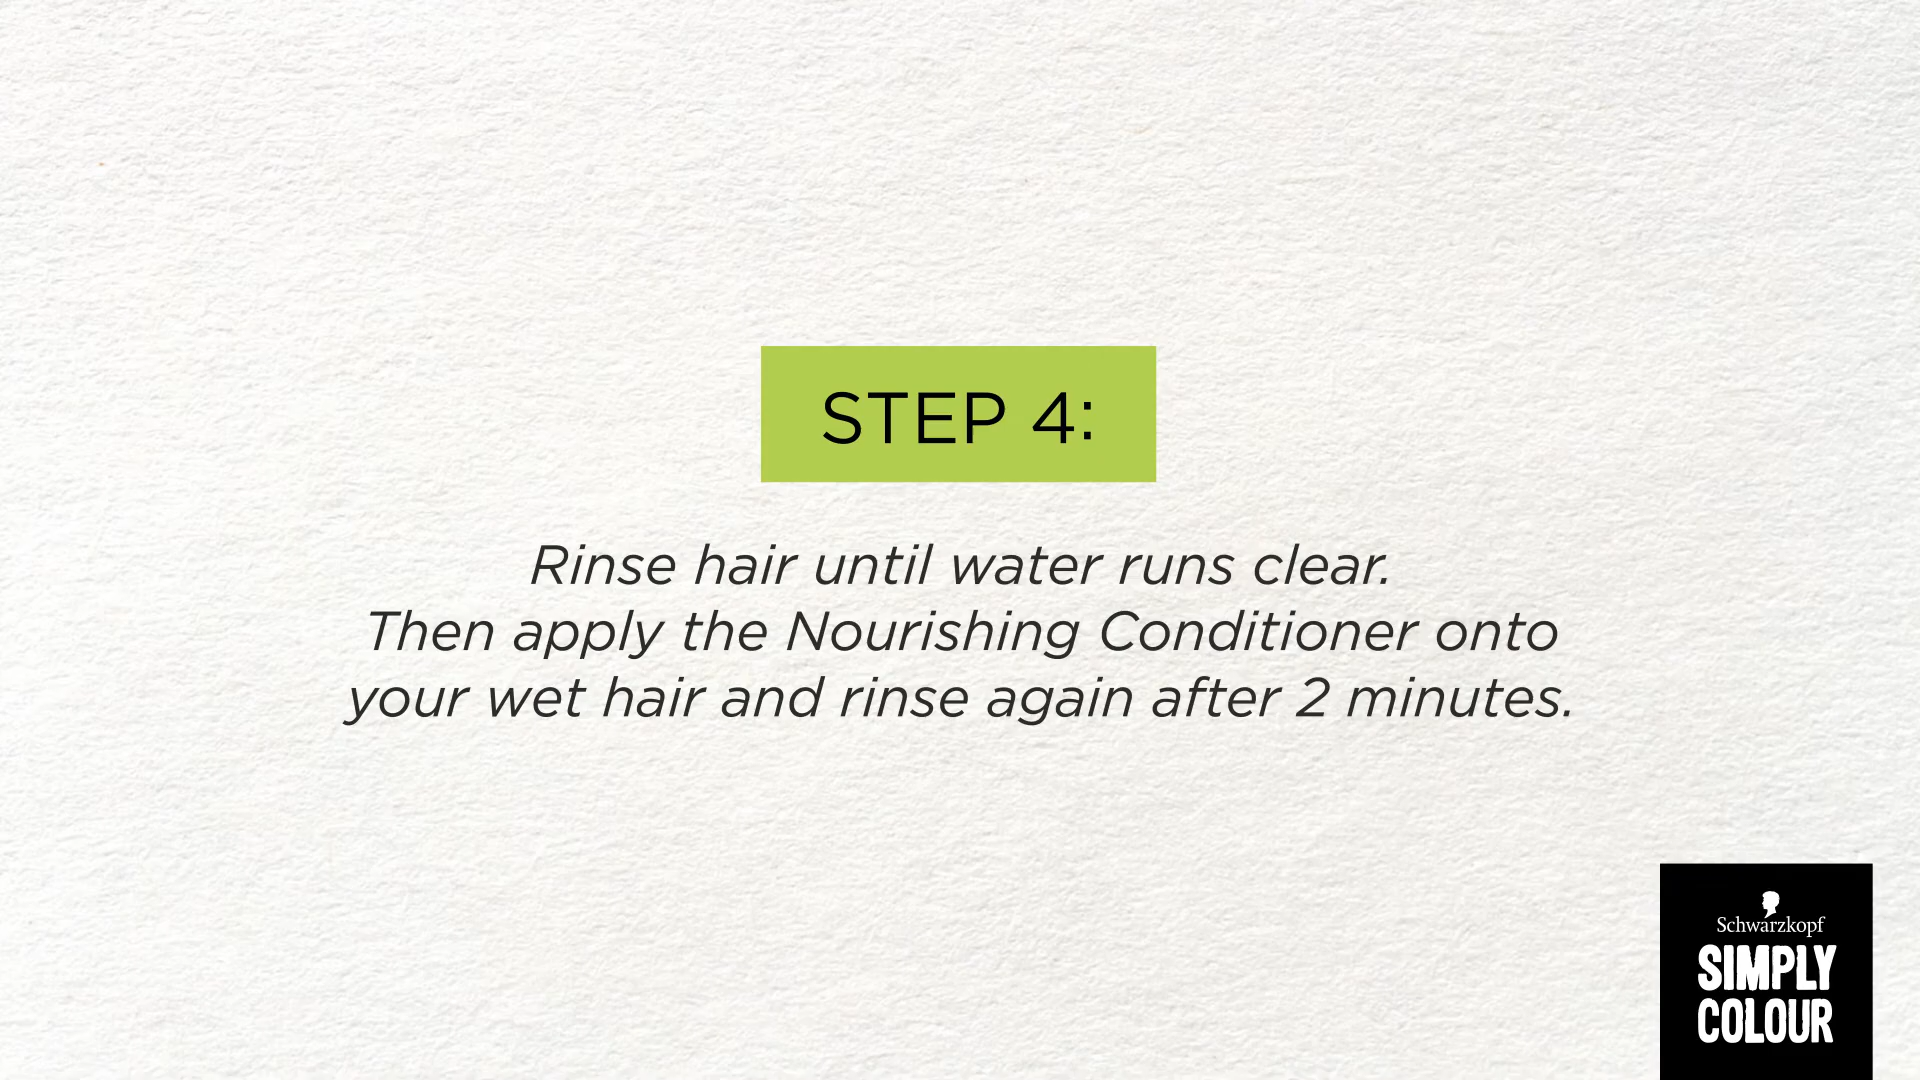 STEP 4:
Rinse hair until water runs clear.
Then apply the Nourishing Conditioner onto
your wet hair and rinse again after 2 minutes.
Schwarzkopf
SIMPLY
COLOUR